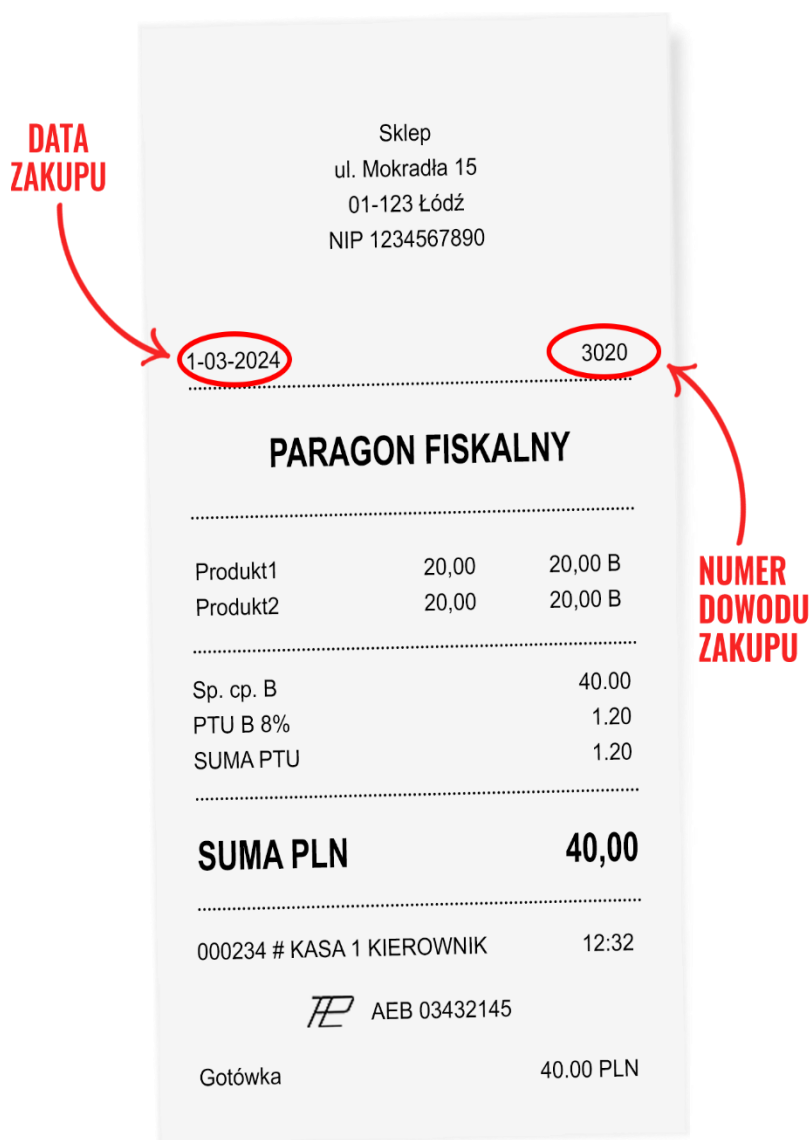 DATA
ZAKUPU
Sklep
ul. Mokradła 15
01-123 Łódź
NIP 1234567890
1-03-2024 3020
PARAGON FISKALNY
Produkt1 20,00 20,00 B
Produkt2 20,00 20,00 B
NUMER
DOWODU
ZAKUPU
Sp. cp. B 40.00
PTU B 8% 1.20
SUMA PTU 1.20
SUMA PLN 40,00
000234 # KASA 1 KIEROWNIK 12:32
PL AEB 03432145
Gotówka 40.00 PLN